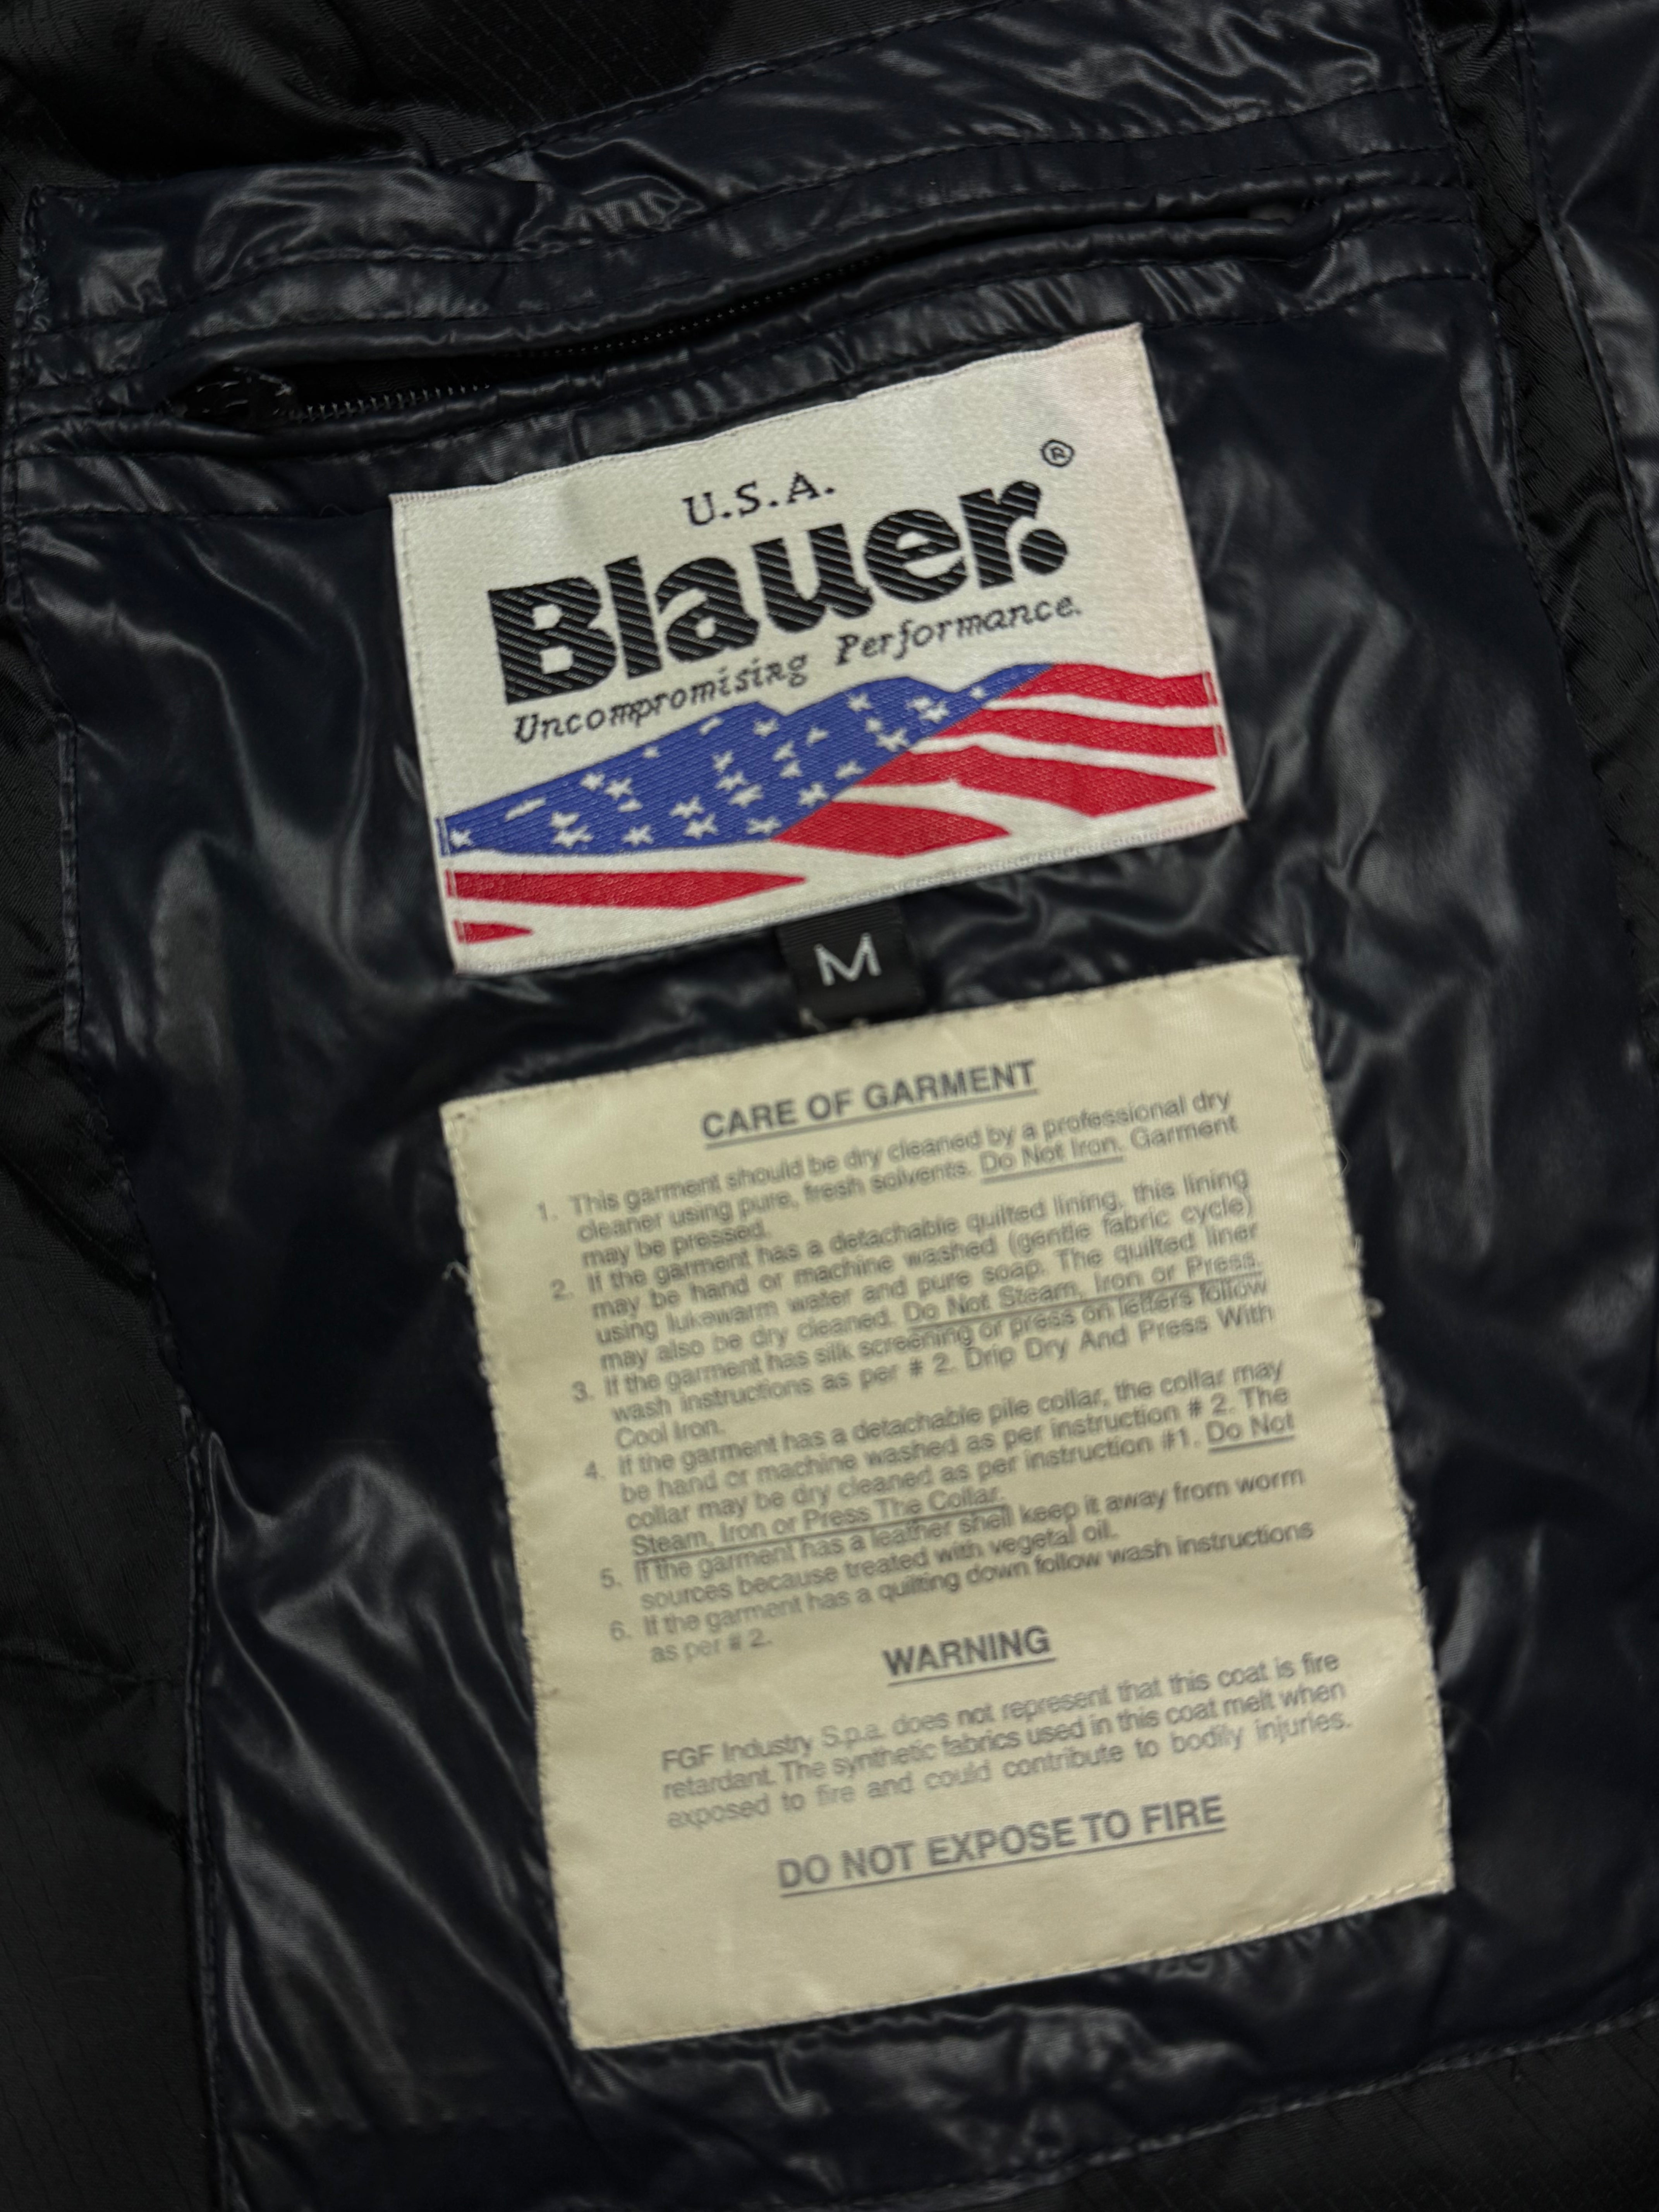 U.S.A.
Blauer.®
Uncompromising Performance.
M
CARE OF GARMENT
1. This garment should be dry cleaned by a professional dry
cleaner using pure, fresh solvents. Do Not Iron. Garment
may be pressed.
2. If the garment has a detachable quilted lining, this lining
may be hand or machine washed (gentle fabric cycle)
using lukewarm water and pure soap. The quilted liner
may also be dry cleaned. Do Not Steam, Iron or Press.
3. If the garment has silk screening or press on letters follow
wash instructions as per # 2. Drip Dry And Press With
Cool Iron.
4. If the garment has a detachable pile collar, the collar may
be hand or machine washed as per instruction # 2. The
collar may be dry cleaned as per instruction #1. Do Not
Steam, Iron or Press The Collar.
5. If the garment has a leather shell keep it away from worm
sources because treated with vegetal oil.
6. If the garment has a quilting down follow wash instructions
as per # 2.
WARNING
FGF Industry S.p.a. does not represent that this coat is fire
retardant. The synthetic fabrics used in this coat melt when
exposed to fire and could contribute to bodily injuries.
DO NOT EXPOSE TO FIRE